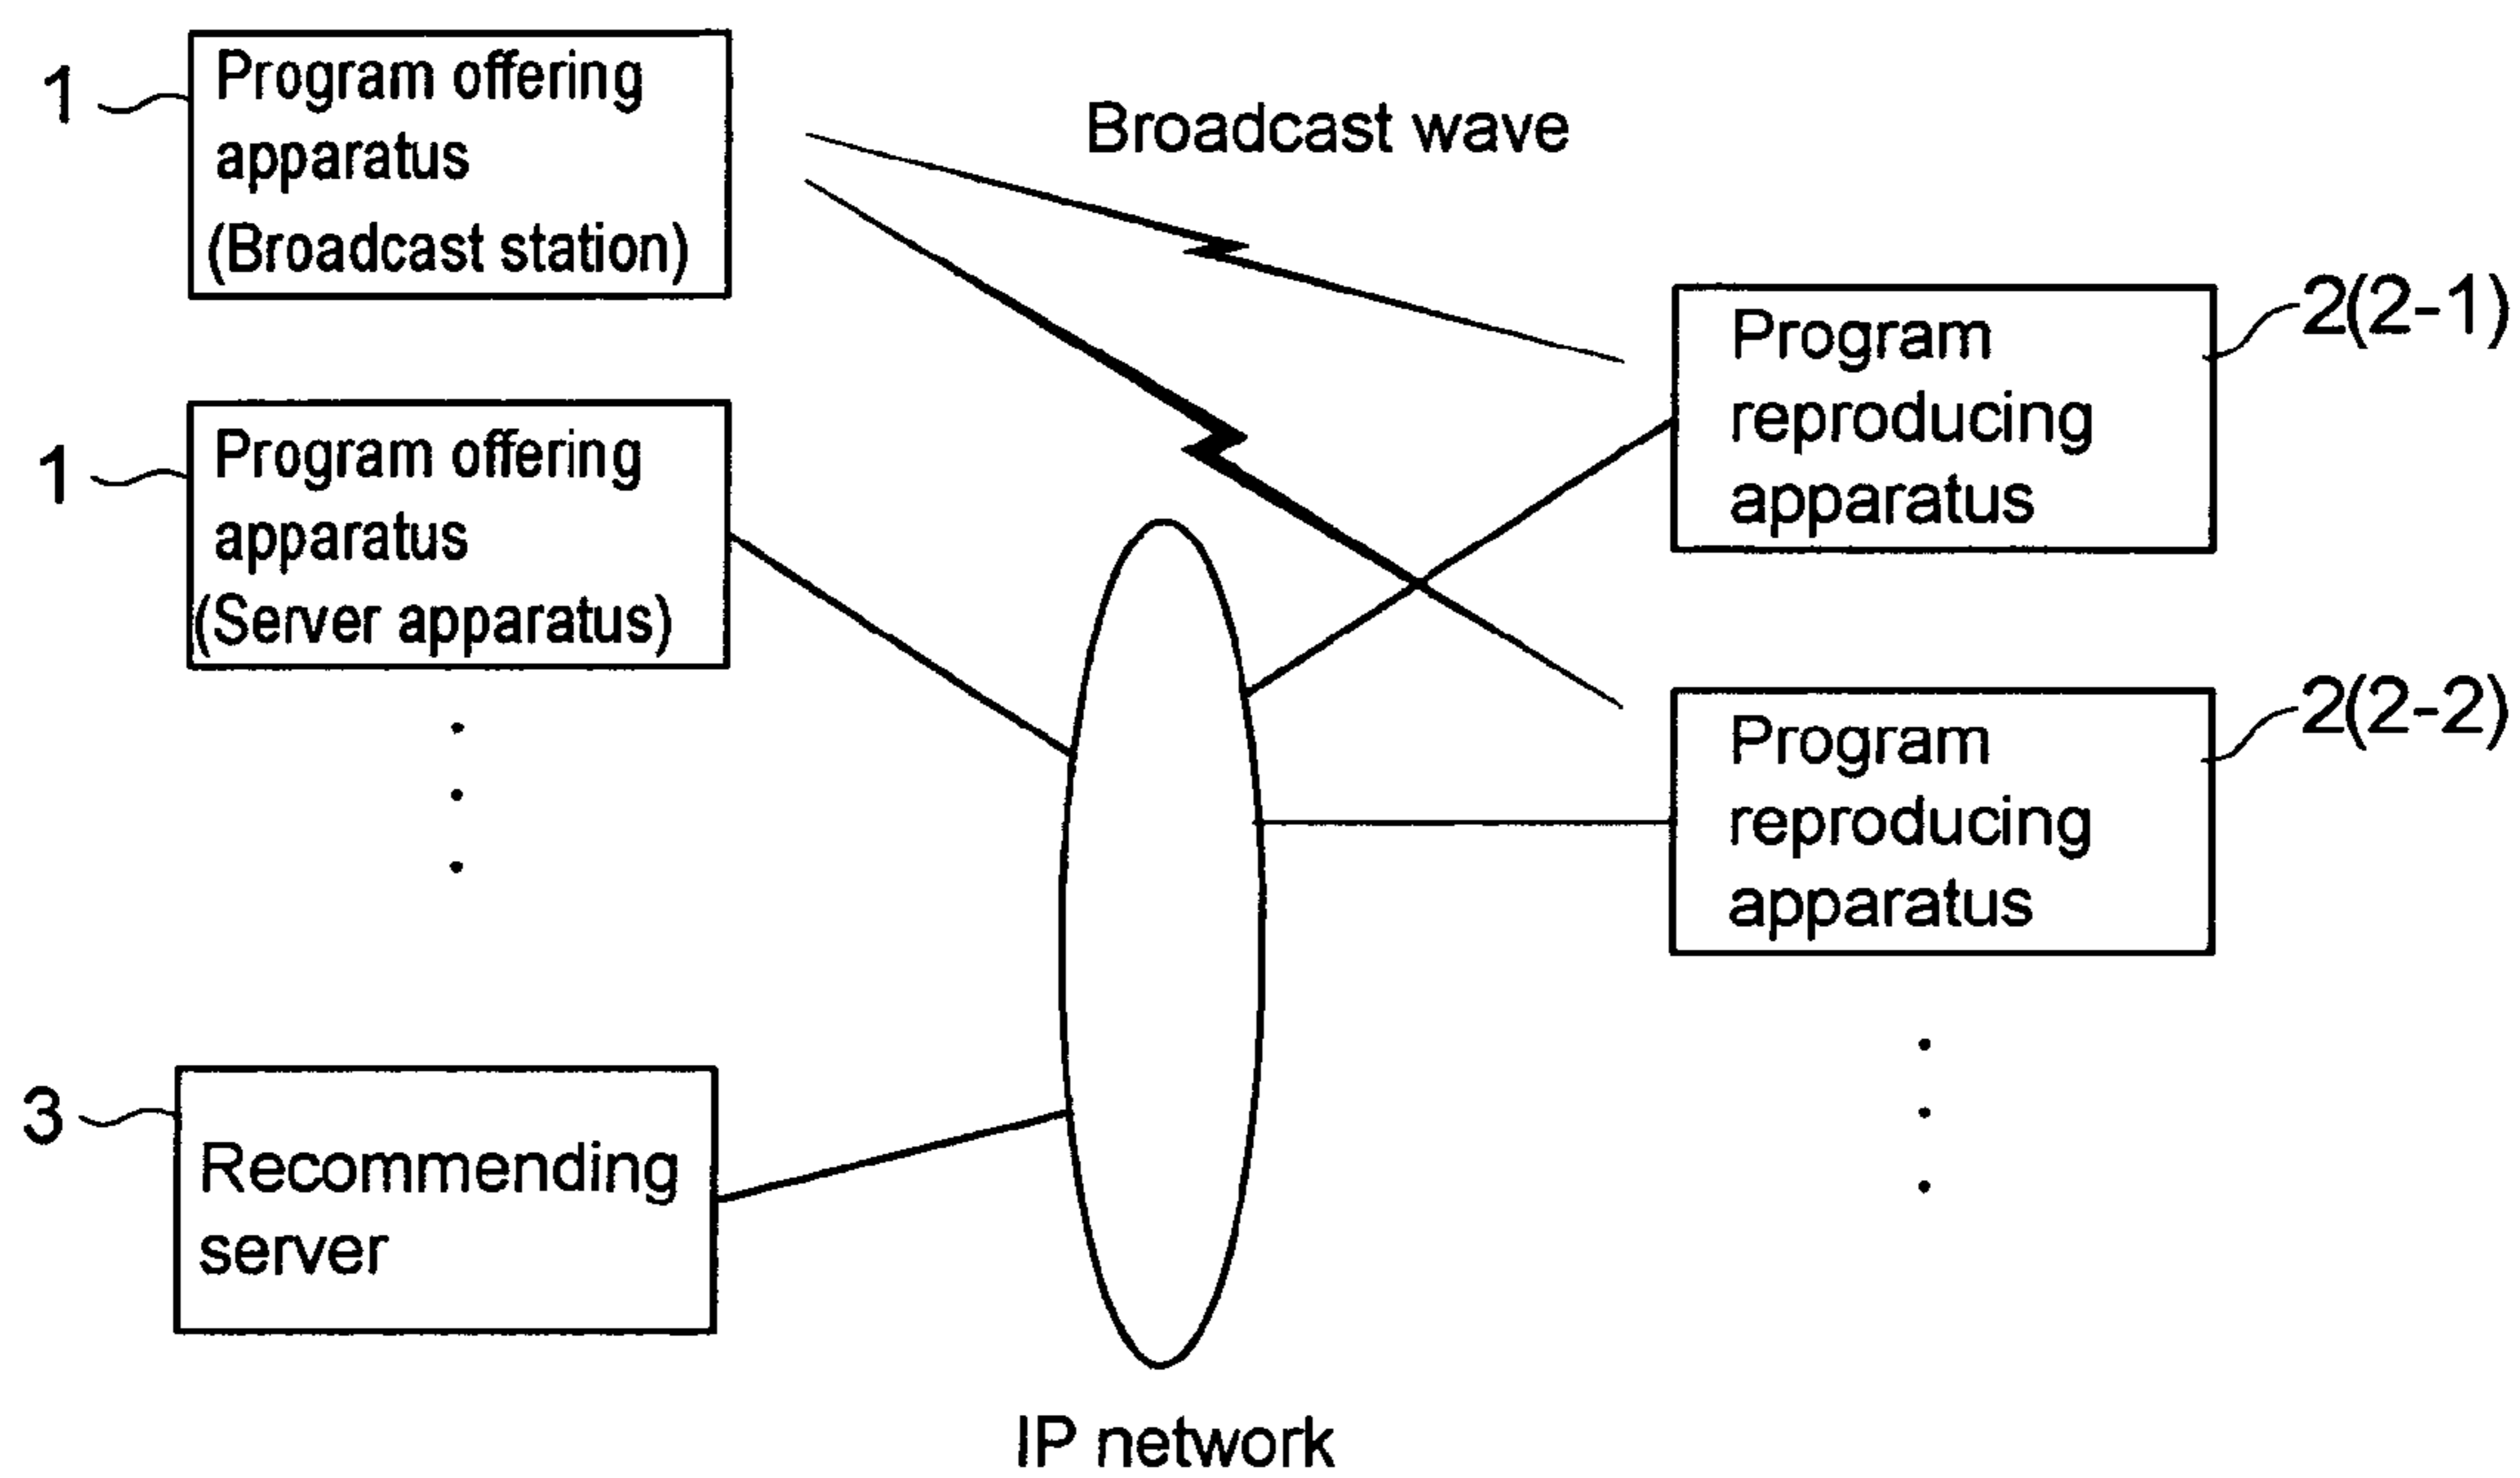 1
Program offering
apparatus
(Broadcast station)
Broadcast wave
1
Program offering
apparatus
(Server apparatus)
2(2-1)
Program
reproducing
apparatus
2(2-2)
Program
reproducing
apparatus
3
Recommending
server
IP network